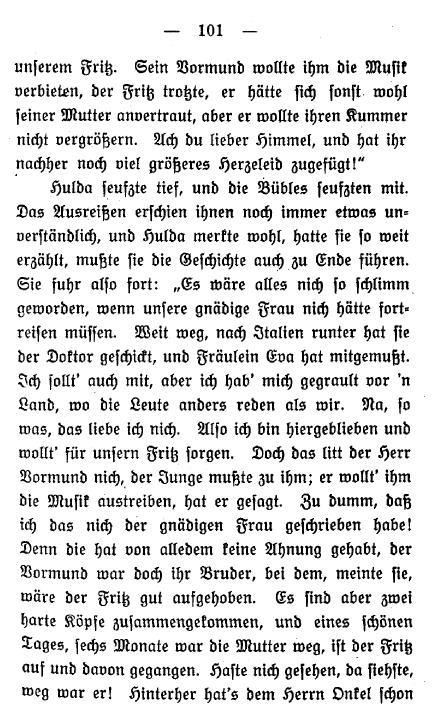 — 101 —
unserem Fritz. Sein Vormund wollte ihm die Musik
verbieten, der Fritz trotzte, er hätte sich sonst wohl
seiner Mutter anvertraut, aber er wollte ihren Kummer
nicht vergrößern. Ach du lieber Himmel, und hat ihr
nachher noch viel größeres Herzeleid zugefügt!“
Hulda seufzte tief, und die Bübles seufzten mit.
Das Ausreißen erschien ihnen noch immer etwas un-
verständlich, und Hulda merkte wohl, hatte sie so weit
erzählt, mußte sie die Geschichte auch zu Ende führen.
Sie fuhr also fort: „Es wäre alles nich so schlimm
geworden, wenn unsere gnädige Frau nich hätte fort-
reisen müssen. Weit weg, nach Italien runter hat sie
der Doktor geschickt, und Fräulein Eva hat mitgemußt.
Ich sollt' auch mit, aber ich hab' mich gegrault vor 'n
Land, wo die Leute anders reden als wir. Na, so
was, das liebe ich nich. Also ich bin hiergeblieben und
wollt' für unsern Fritz sorgen. Doch das litt der Herr
Vormund nich, der Junge mußte zu ihm; er wollt' ihm
die Musik austreiben, hat er gesagt. Zu dumm, daß
ich das nich der gnädigen Frau geschrieben habe!
Denn die hat von alledem keine Ahnung gehabt, der
Vormund war doch ihr Bruder, bei dem, meinte sie,
wäre der Fritz gut aufgehoben. Es sind aber zwei
harte Köpfe zusammengekommen, und eines schönen
Tages, sechs Monate war die Mutter weg, ist der Fritz
auf und davon gegangen. Haste nich gesehen, da siehste,
weg war er! Hinterher hat's dem Herrn Onkel schon